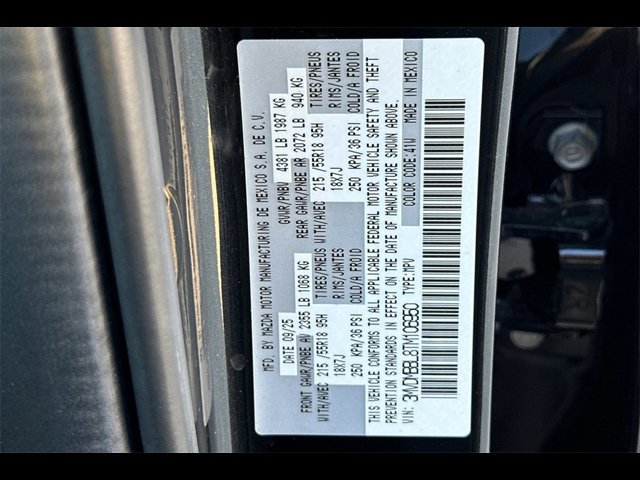 MFD. BY MAZDA MOTOR MANUFACTURING DE MEXICO S.A. DE C.V.
DATE 09/25 GVWR/PNBV 4381 LB 1987 KG
FRONT GAWR/PNBE AV 2355 LB 1068 KG REAR GAWR/PNBE AR 2072 LB 940 KG
WITH/AVEC 215/55R18 95H TIRES/PNEUS WITH/AVEC 215/55R18 95H TIRES/PNEUS
18X7J RIMS/JANTES 18X7J RIMS/JANTES
250 KPA/36 PSI COLD/A FROID 250 KPA/36 PSI COLD/A FROID
THIS VEHICLE CONFORMS TO ALL APPLICABLE FEDERAL MOTOR VEHICLE SAFETY AND THEFT
PREVENTION STANDARDS IN EFFECT ON THE DATE OF MANUFACTURE SHOWN ABOVE.
VIN: 3MVDMBBL8TM106960 TYPE:MPV COLOR CODE:41W MADE IN MEXICO